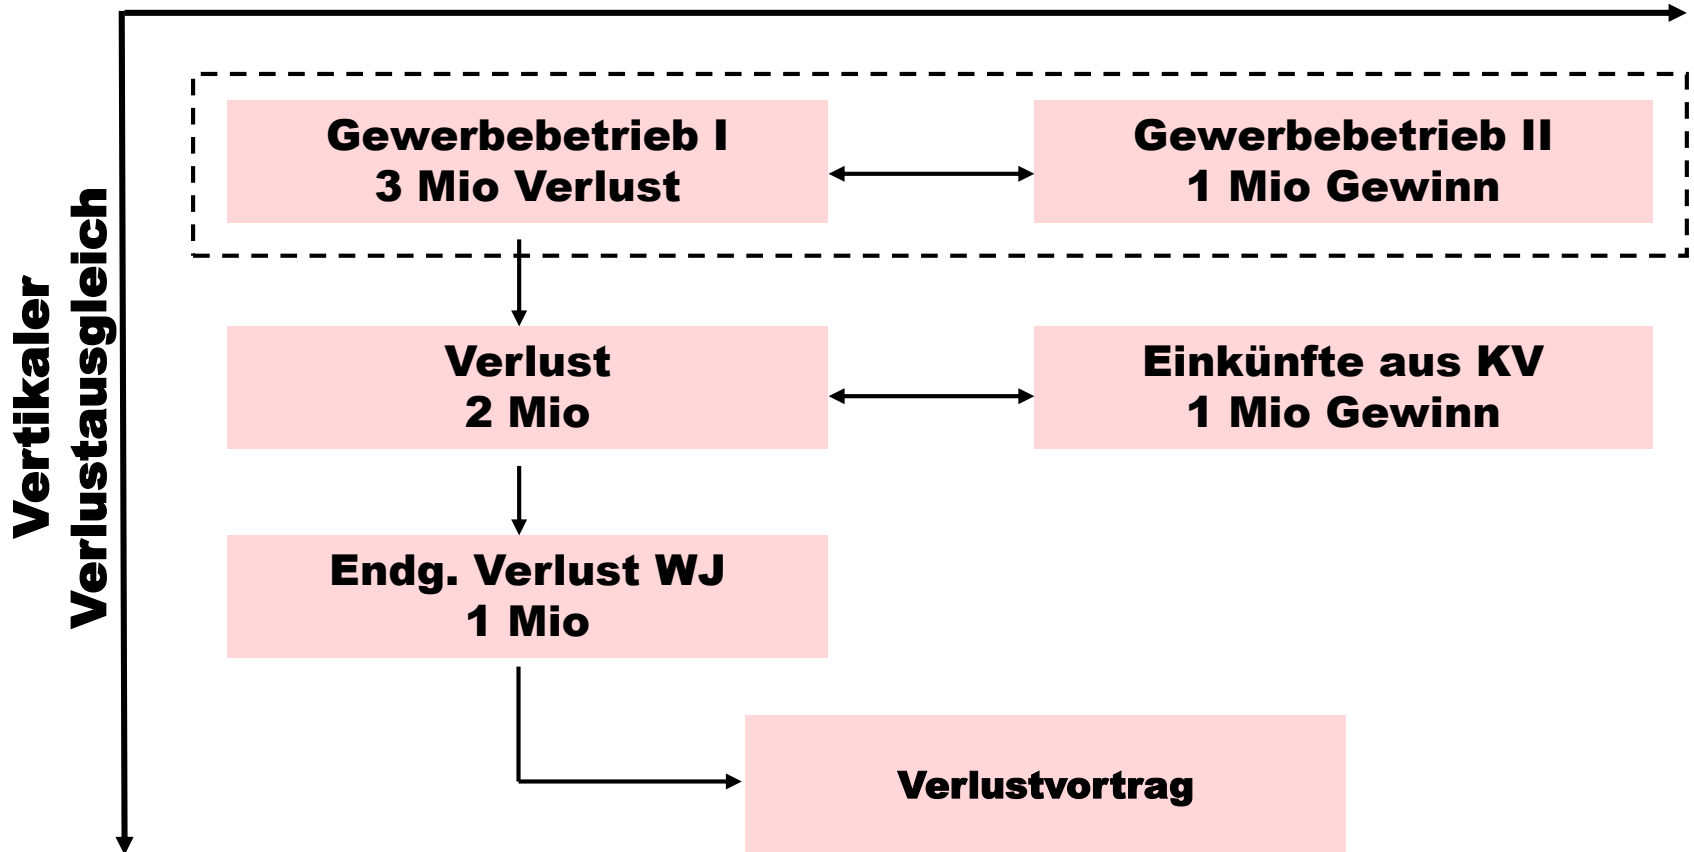 Gewerbebetrieb I
3 Mio Verlust
Gewerbebetrieb II
1 Mio Gewinn
Vertikaler
Verlustausgleich
Verlust
2 Mio
Einkünfte aus KV
1 Mio Gewinn
Endg. Verlust WJ
1 Mio
Verlustvortrag